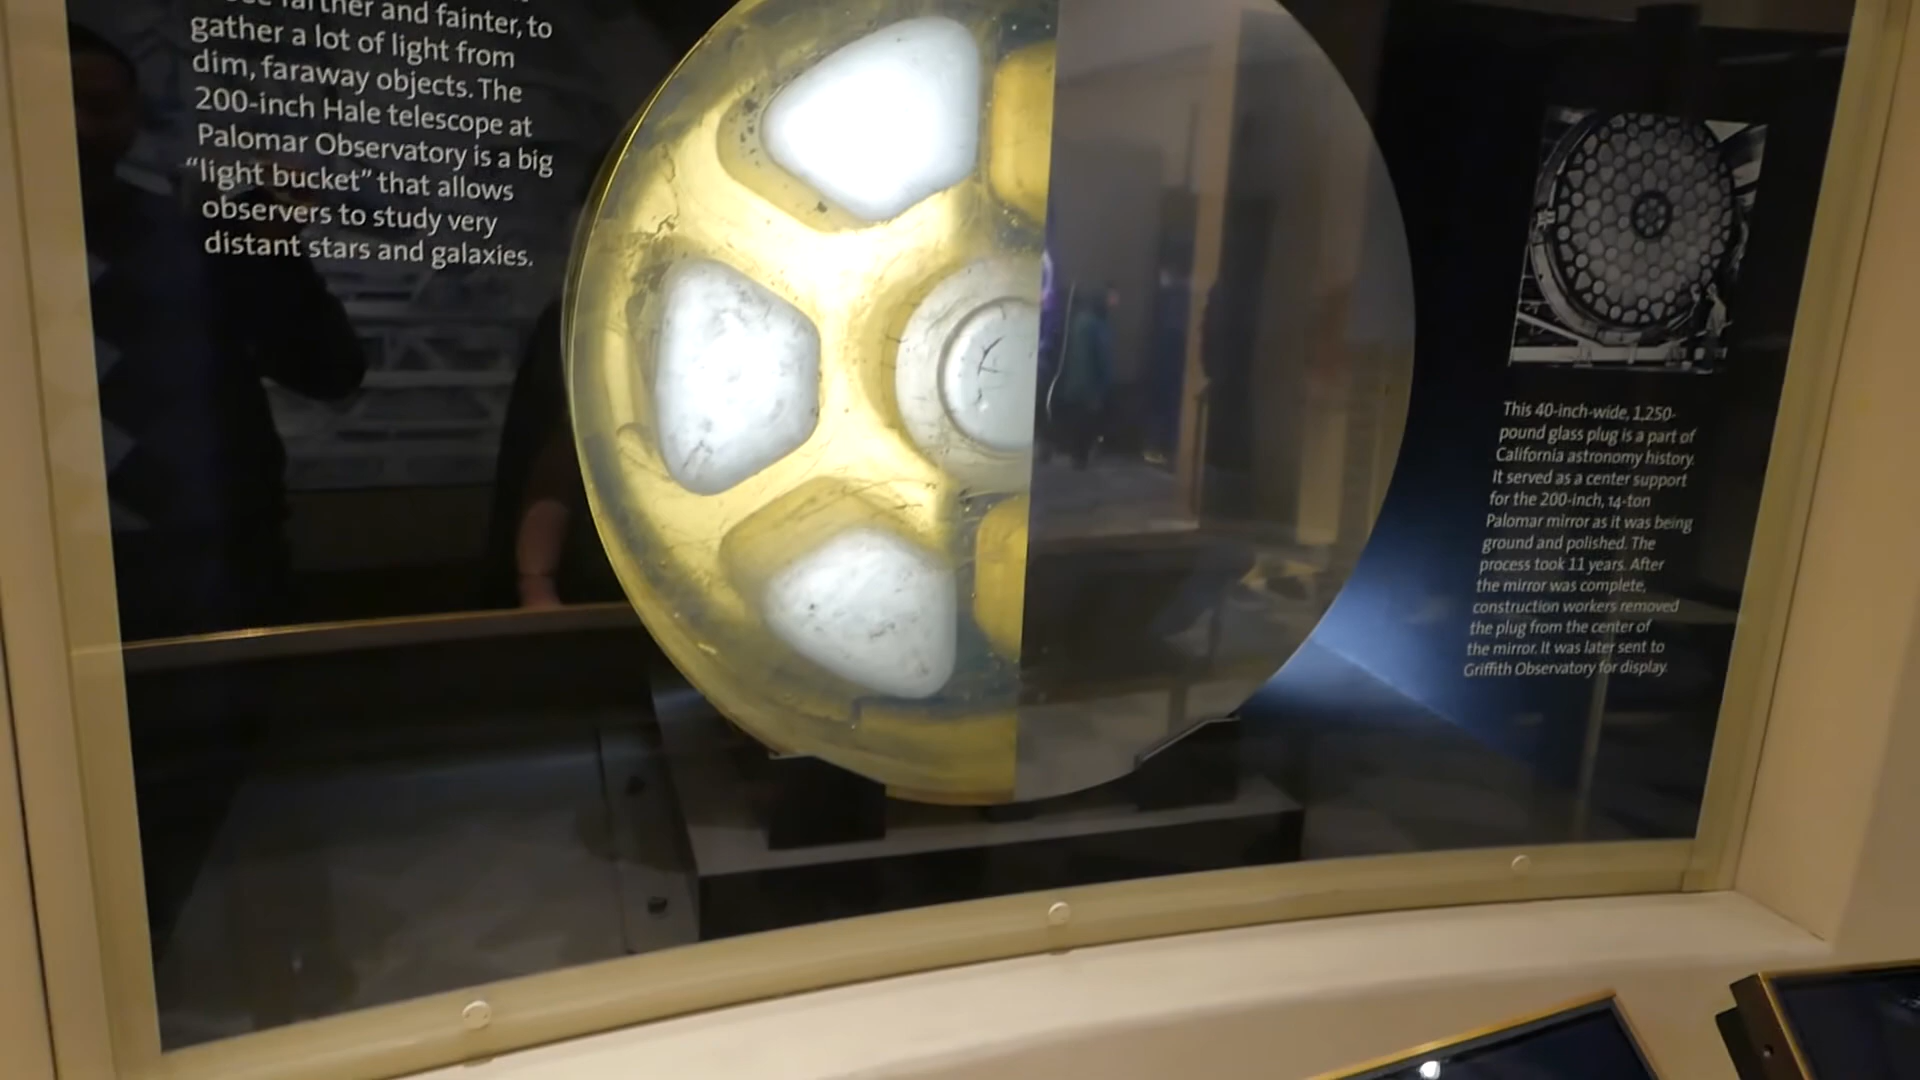 farther and fainter, to
gather a lot of light from
dim, faraway objects. The
200-inch Hale telescope at
Palomar Observatory is a big
“light bucket” that allows
observers to study very
distant stars and galaxies.
This 40-inch-wide, 1,250-
pound glass plug is a part of
California astronomy history.
It served as a center support
for the 200-inch, 14-ton
Palomar mirror as it was being
ground and polished. The
process took 11 years. After
the mirror was complete,
construction workers removed
the plug from the center of
the mirror. It was later sent to
Griffith Observatory for display.